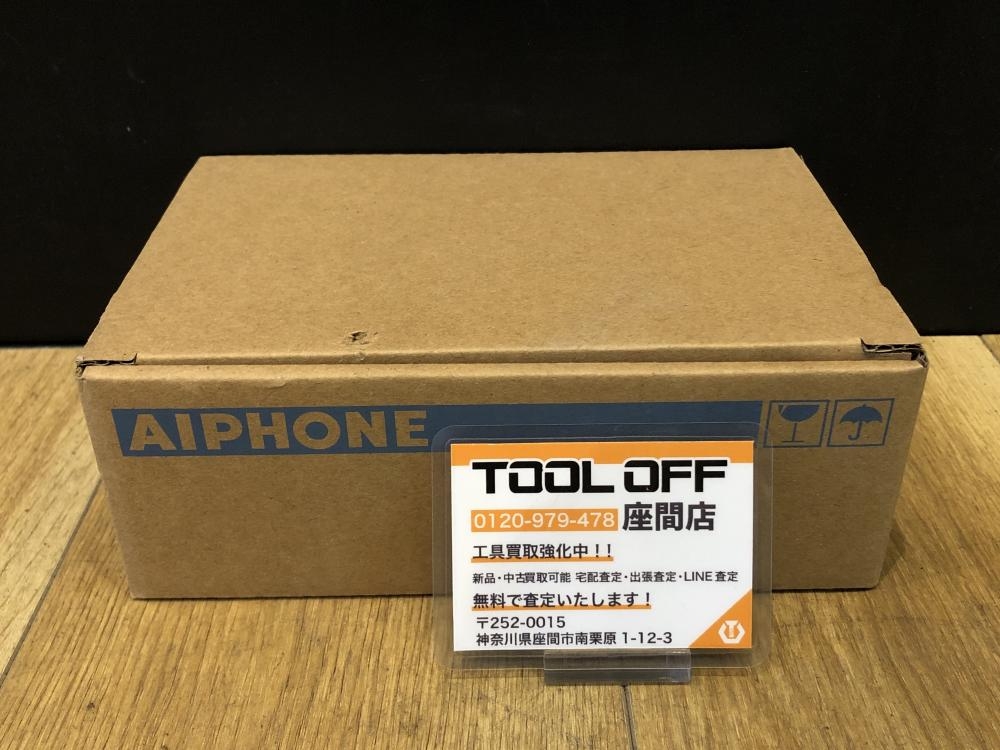 AIPHONE
TOOL OFF
0120-979-478 座間店
工具買取強化中!!
新品・中古買取可能 宅配査定・出張査定・LINE査定
無料で査定いたします!
〒252-0015
神奈川県座間市南栗原1-12-3